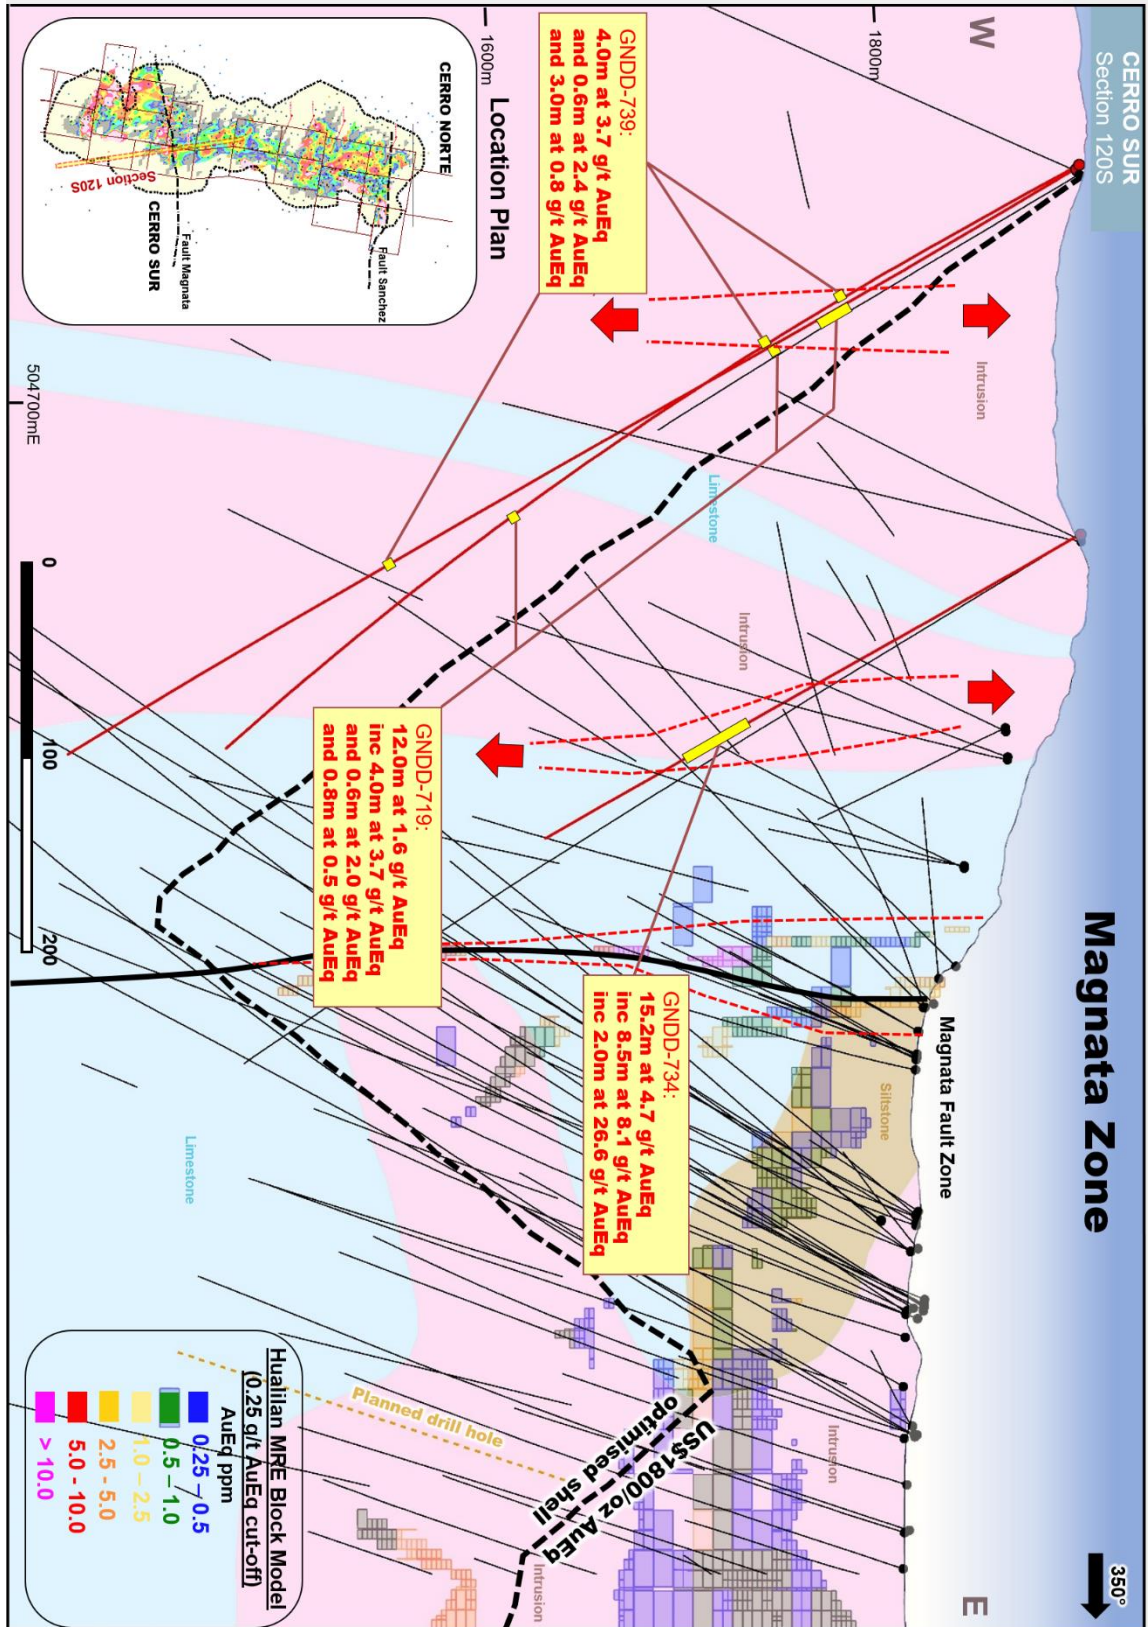 CERRO SUR
Section 120S
Magnata Zone
350°
W
E
1800m
1600m
Intrusion
Magnata Fault Zone
Siltstone
Intrusion
Limestone
Intrusion
GNDD-739:
4.0m at 3.7 g/t AuEq
and 0.6m at 2.4 g/t AuEq
and 3.0m at 0.8 g/t AuEq
GNDD-734:
15.2m at 4.7 g/t AuEq
inc 8.5m at 8.1 g/t AuEq
inc 2.0m at 26.6 g/t AuEq
US$1800/oz AuEq
optimised shell
Intrusion
GNDD-719:
12.0m at 1.6 g/t AuEq
inc 4.0m at 3.7 g/t AuEq
and 0.6m at 2.0 g/t AuEq
and 0.8m at 0.5 g/t AuEq
Planned drill hole
Limestone
Location Plan
CERRO NORTE
Fault Sanchez
Fault Magnata
CERRO SUR
Section 120S
504700mE
0
100
200
Hualilan MRE Block Model
(0.25 g/t AuEq cut-off)
AuEq ppm
0.25 – 0.5
0.5 – 1.0
1.0 – 2.5
2.5 - 5.0
5.0 - 10.0
> 10.0